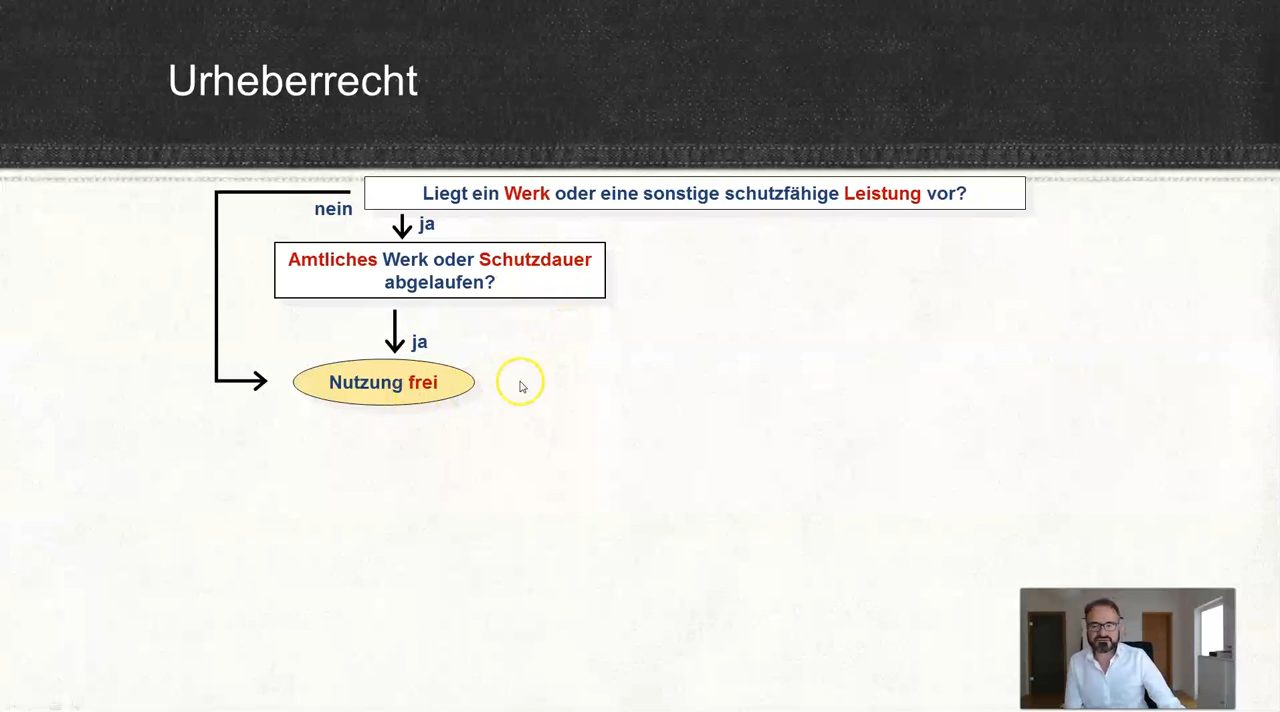 Urheberrecht
Liegt ein Werk oder eine sonstige schutzfähige Leistung vor?
nein
ja
Amtliches Werk oder Schutzdauer
abgelaufen?
ja
Nutzung frei